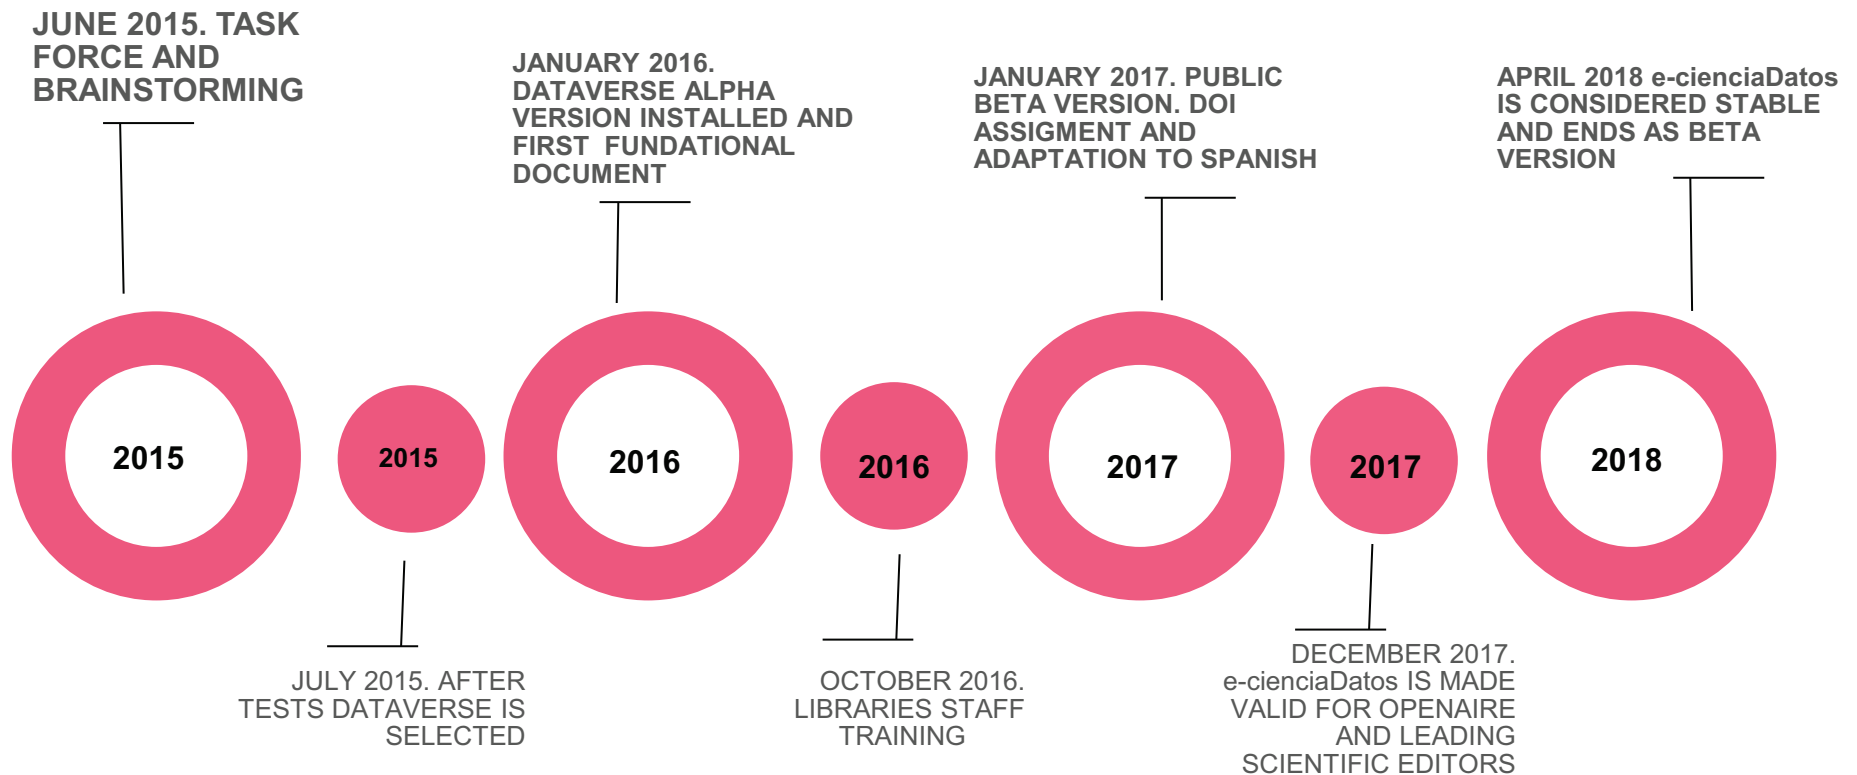 JUNE 2015. TASK
FORCE AND
BRAINSTORMING
JANUARY 2016.
DATAVERSE ALPHA
VERSION INSTALLED AND
FIRST FUNDATIONAL
DOCUMENT
JANUARY 2017. PUBLIC
BETA VERSION. DOI
ASSIGMENT AND
ADAPTATION TO SPANISH
APRIL 2018 e-cienciaDatos
IS CONSIDERED STABLE
AND ENDS AS BETA
VERSION
2015
2015
2016
2016
2017
2017
2018
JULY 2015. AFTER
TESTS DATAVERSE IS
SELECTED
OCTOBER 2016.
LIBRARIES STAFF
TRAINING
DECEMBER 2017.
e-cienciaDatos IS MADE
VALID FOR OPENAIRE
AND LEADING
SCIENTIFIC EDITORS